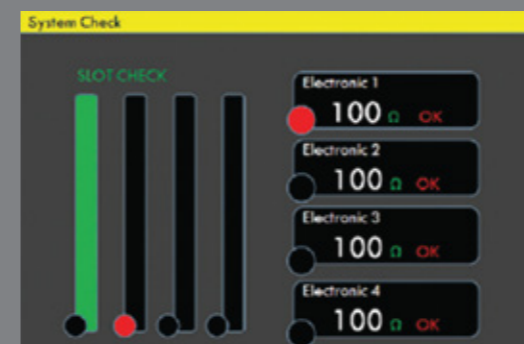 System Check
SLOT CHECK
Electronic 1
100 Ω OK
Electronic 2
100 Ω OK
Electronic 3
100 Ω OK
Electronic 4
100 Ω OK